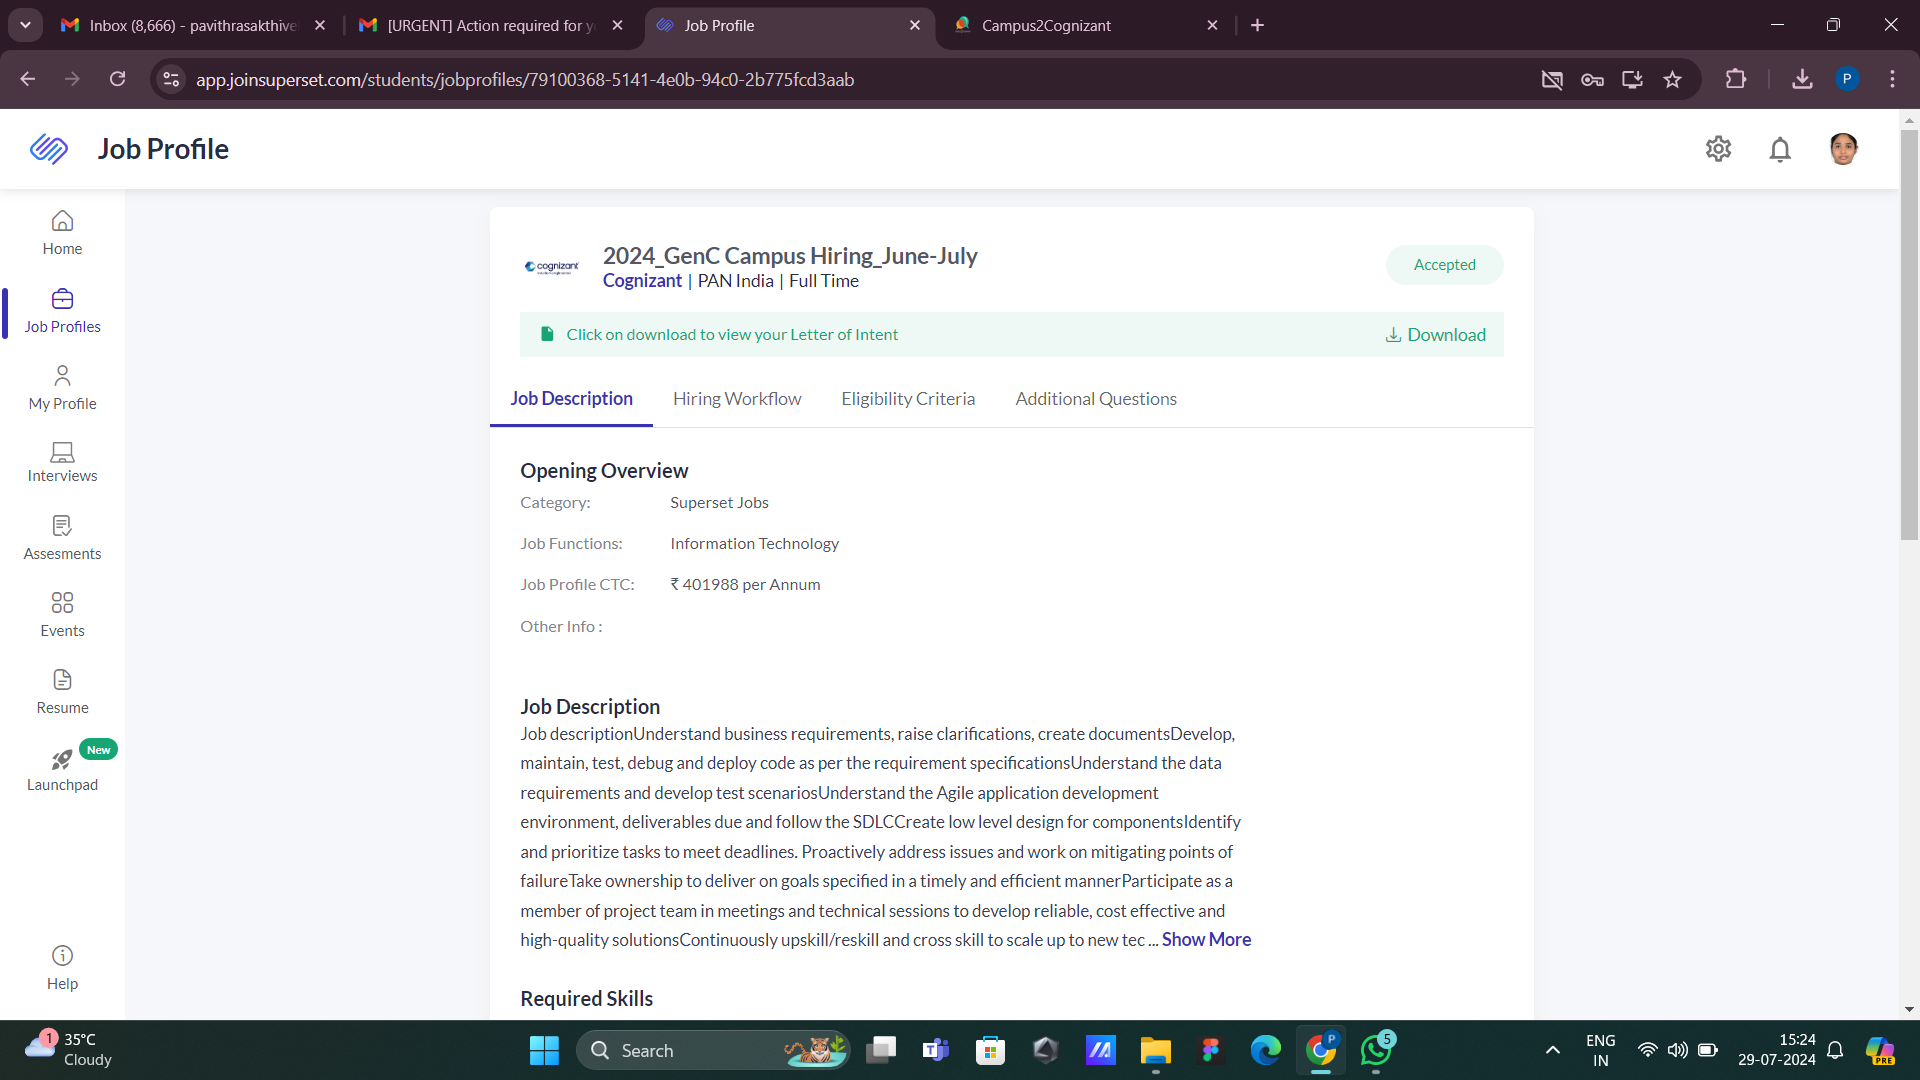 Inbox (8,666) - pavithrasakthive
[URGENT] Action required for y
Job Profile
Campus2Cognizant
app.joinsuperset.com/students/jobprofiles/79100368-5141-4e0b-94c0-2b775fcd3aab
P
Job Profile
Home
Job Profiles
My Profile
Interviews
Assesments
Events
Resume
New
Launchpad
Help
cognizant
2024_GenC Campus Hiring_June-July
Cognizant | PAN India | Full Time
Accepted
Click on download to view your Letter of Intent
Download
Job Description
Hiring Workflow
Eligibility Criteria
Additional Questions
Opening Overview
Category: Superset Jobs
Job Functions: Information Technology
Job Profile CTC: ₹ 401988 per Annum
Other Info :
Job Description
Job descriptionUnderstand business requirements, raise clarifications, create documentsDevelop,
maintain, test, debug and deploy code as per the requirement specificationsUnderstand the data
requirements and develop test scenariosUnderstand the Agile application development
environment, deliverables due and follow the SDLCCreate low level design for componentsIdentify
and prioritize tasks to meet deadlines. Proactively address issues and work on mitigating points of
failureTake ownership to deliver on goals specified in a timely and efficient mannerParticipate as a
member of project team in meetings and technical sessions to develop reliable, cost effective and
high-quality solutionsContinuously upskill/reskill and cross skill to scale up to new tec ... Show More
Required Skills
1
35°C
Cloudy
Search
P
5
ENG
IN
15:24
29-07-2024
PRE